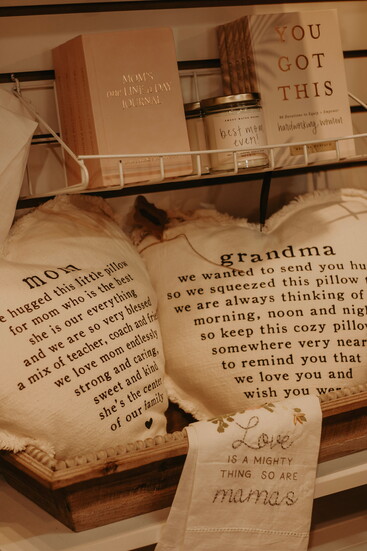 MOM'S
one LINE A DAY
JOURNAL
YOU
GOT
THIS
hardworking woman
best mom
ever!
mom
hugged this little pillow
for mom who is the best
she is our everything
and we are so very blessed
a mix of teacher, coach and
we love mom endlessly
strong and caring,
sweet and kind
she's the center
of our family
grandma
we wanted to send you
so we squeezed this pillow
we are always thinking of
morning, noon and
so keep this cozy
somewhere very near
to remind you that
we love you and
wish you
Love
IS A MIGHTY
THING. SO ARE
mamas